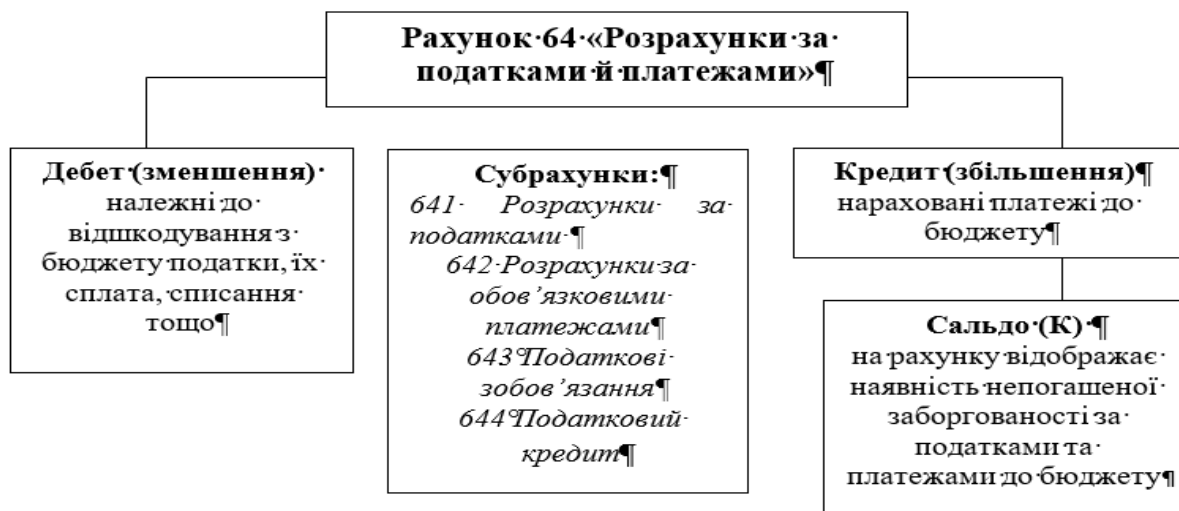 Рахунок·64·«Розрахунки·за·
податками·й·платежами»¶
Дебет·(зменшення)·
належні·до·
відшкодування·з·
бюджету·податки,·їх·
сплата,·списання·
тощо¶
Субрахунки:¶
641· Розрахунки· за·
податками·¶
642·Розрахунки·за·
обов’язковими·
платежами¶
643°Податкові·
зобов’язання¶
644°Податковий·
кредит¶
Кредит·(збільшення)¶
нараховані·платежі·до·
бюджету¶
Сальдо·(К)·¶
на·рахунку·відображає·
наявність·непогашеної·
заборгованості·за·
податками·та·
платежами·до·бюджету¶